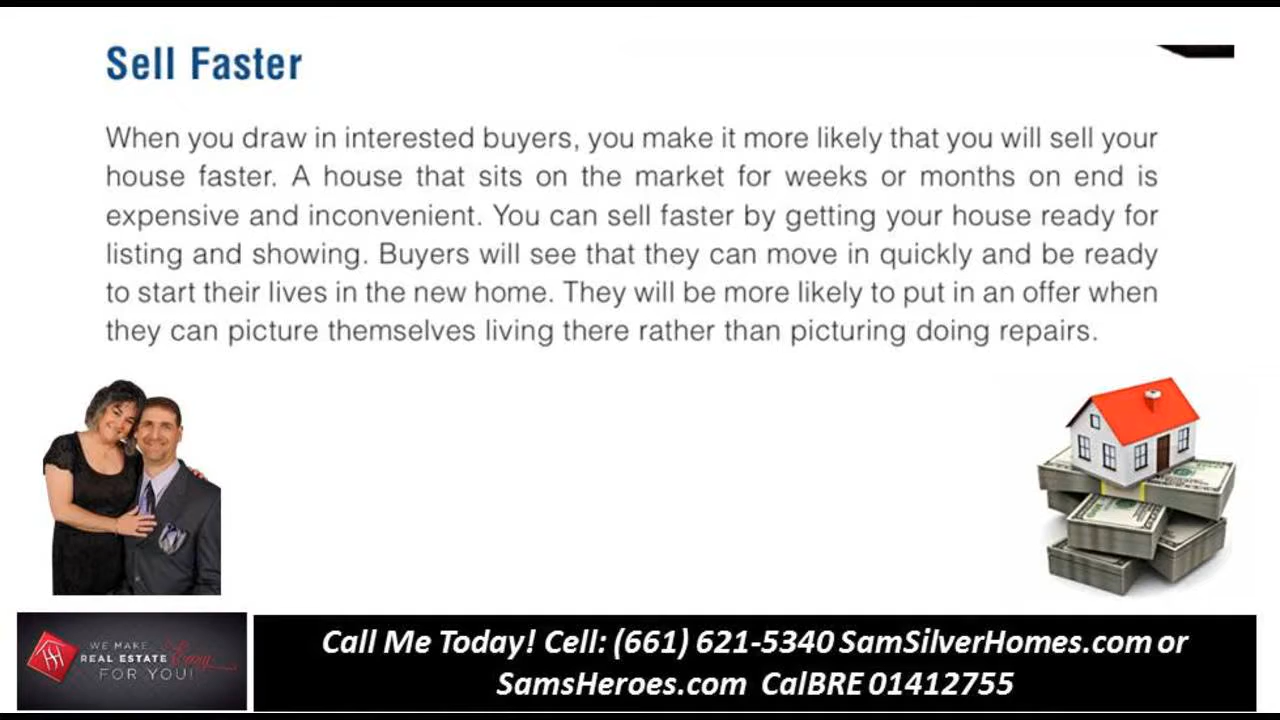 Sell Faster
When you draw in interested buyers, you make it more likely that you will sell your
house faster. A house that sits on the market for weeks or months on end is
expensive and inconvenient. You can sell faster by getting your house ready for
listing and showing. Buyers will see that they can move in quickly and be ready
to start their lives in the new home. They will be more likely to put in an offer when
they can picture themselves living there rather than picturing doing repairs.
WE MAKE
REAL ESTATE Easy
FOR YOU!
Call Me Today! Cell: (661) 621-5340 SamSilverHomes.com or
SamsHeroes.com CalBRE 01412755